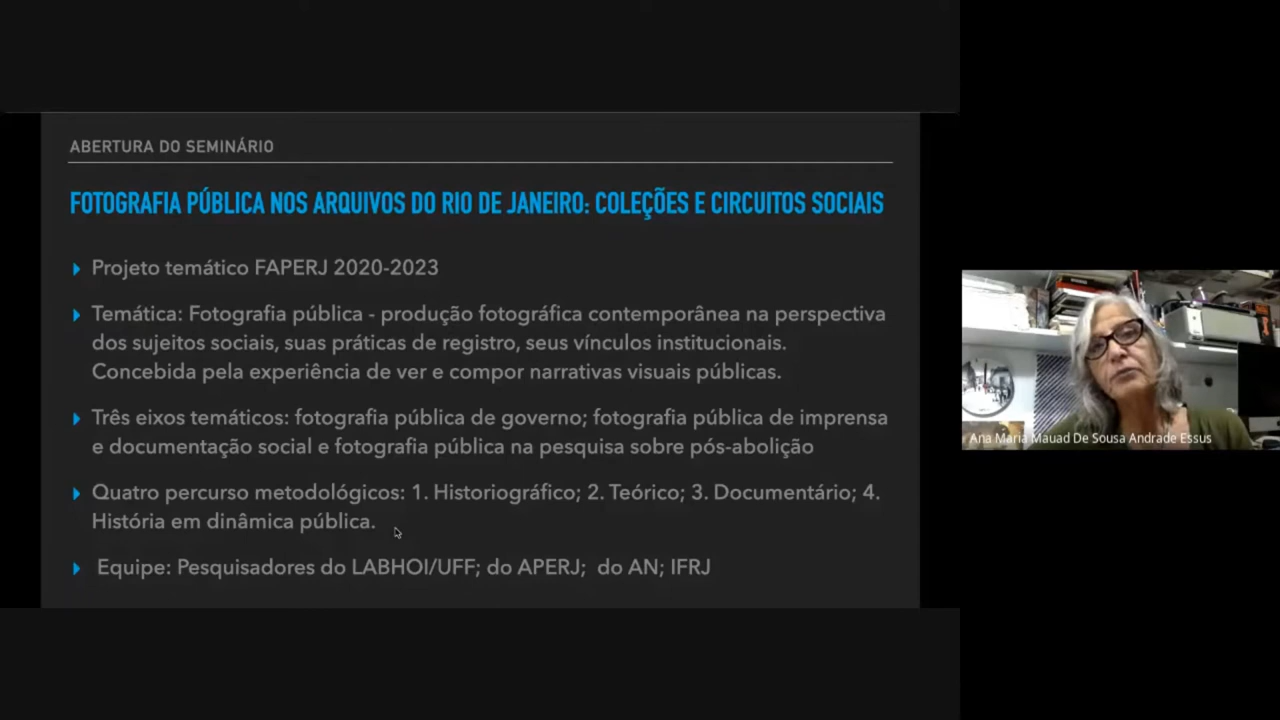 ABERTURA DO SEMINÁRIO
FOTOGRAFIA PÚBLICA NOS ARQUIVOS DO RIO DE JANEIRO: COLEÇÕES E CIRCUITOS SOCIAIS
Projeto temático FAPERJ 2020-2023
Temática: Fotografia pública - produção fotográfica contemporânea na perspectiva
dos sujeitos sociais, suas práticas de registro, seus vínculos institucionais.
Concebida pela experiência de ver e compor narrativas visuais públicas.
Três eixos temáticos: fotografia pública de governo; fotografia pública de imprensa
e documentação social e fotografia pública na pesquisa sobre pós-abolição
Quatro percurso metodológicos: 1. Historiográfico; 2. Teórico; 3. Documentário; 4.
História em dinâmica pública.
Equipe: Pesquisadores do LABHOI/UFF; do APERJ; do AN; IFRJ
Ana Maria Mauad De Sousa Andrade Essus